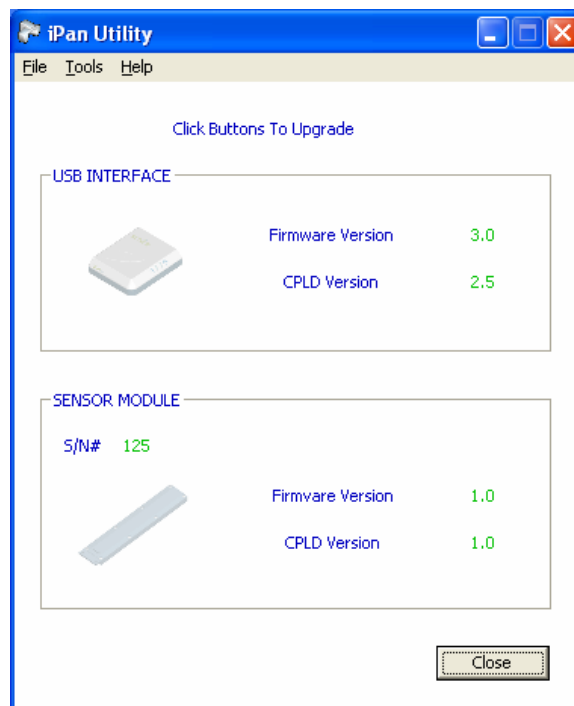 iPan Utility
File Tools Help
Click Buttons To Upgrade
USB INTERFACE
Firmware Version 3.0
CPLD Version 2.5
SENSOR MODULE
S/N# 125
Firmvare Version 1.0
CPLD Version 1.0
Close